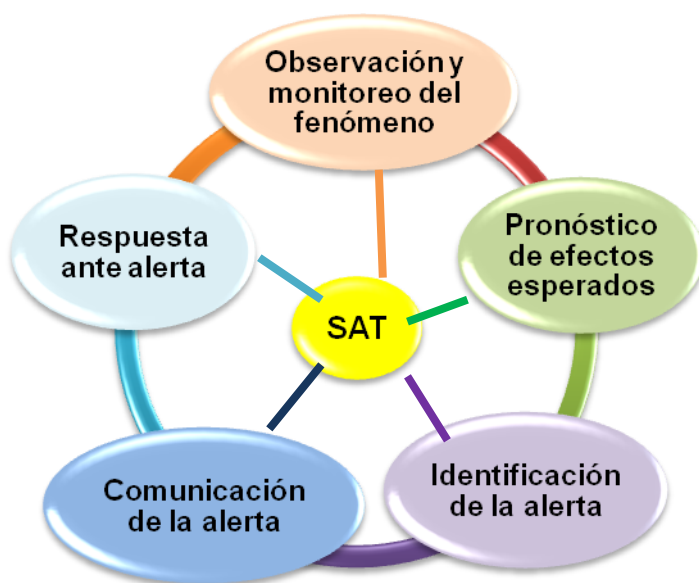 Observación y
monitoreo del
fenómeno
Pronóstico
de efectos
esperados
Identificación
de la alerta
Comunicación
de la alerta
Respuesta
ante alerta
SAT